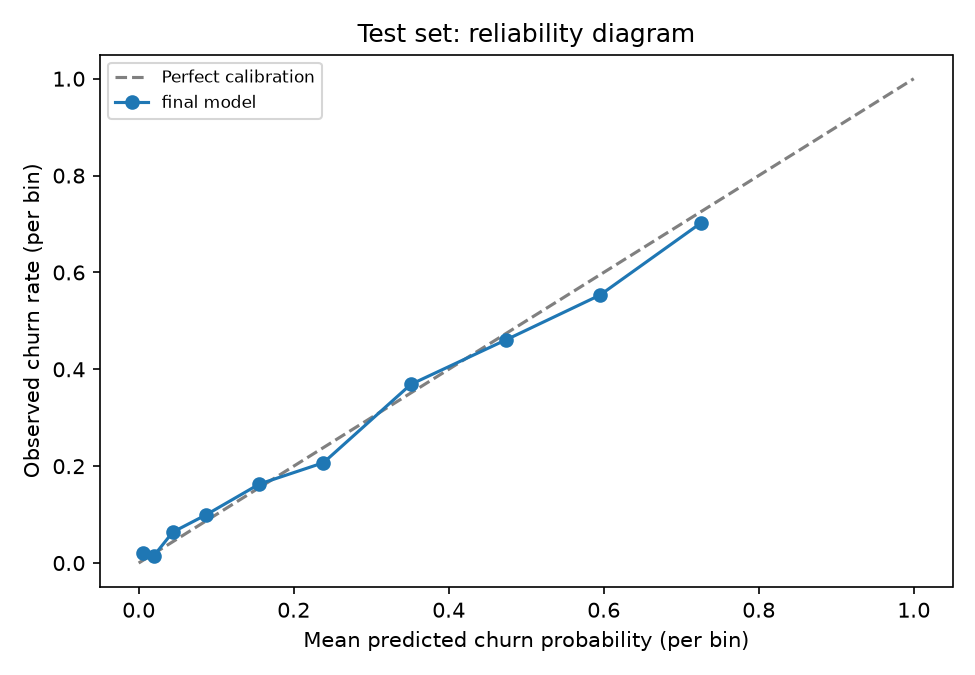 Test set: reliability diagram
Perfect calibration
final model
Observed churn rate (per bin)
1.0
0.8
0.6
0.4
0.2
0.0
0.0 0.2 0.4 0.6 0.8 1.0
Mean predicted churn probability (per bin)